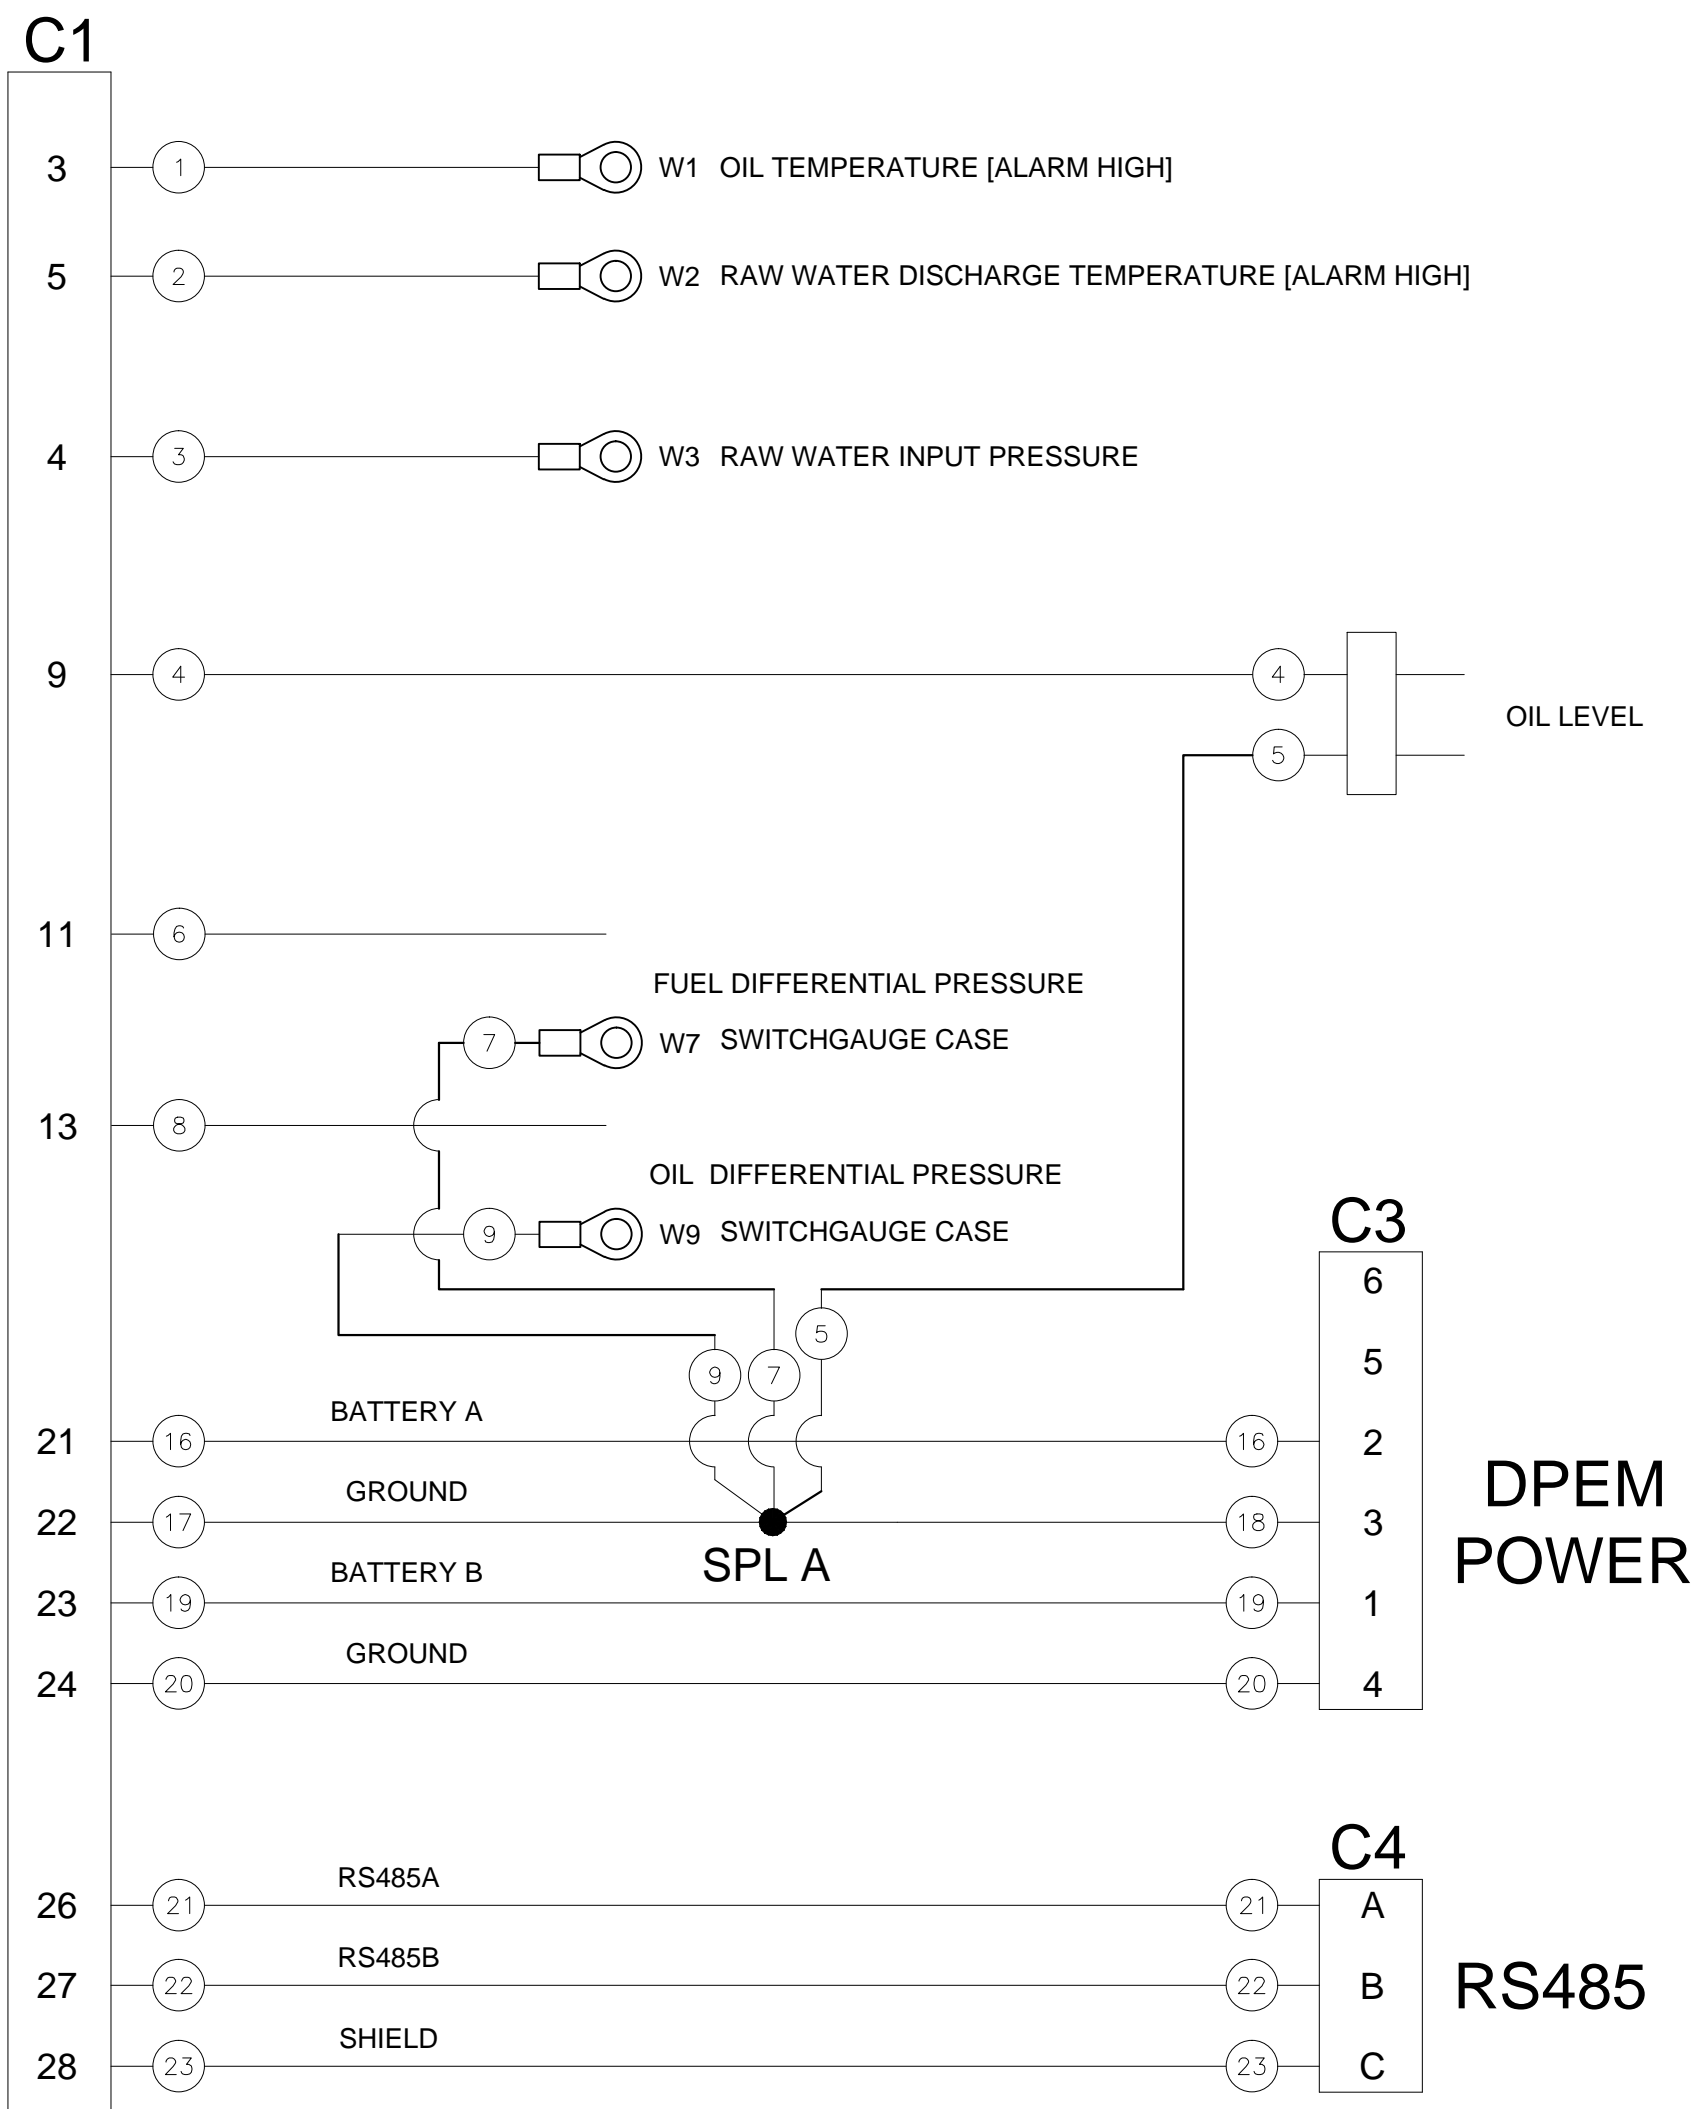 C1
3 1 W1 OIL TEMPERATURE [ALARM HIGH]
5 2 W2 RAW WATER DISCHARGE TEMPERATURE [ALARM HIGH]
4 3 W3 RAW WATER INPUT PRESSURE
9 4 4
OIL LEVEL
5
11 6
FUEL DIFFERENTIAL PRESSURE
7 W7 SWITCHGAUGE CASE
13 8
OIL DIFFERENTIAL PRESSURE
9 W9 SWITCHGAUGE CASE
C3
6
5
9 7
5
BATTERY A
21 16 16 2
GROUND
22 17 18 3
DPEM
POWER
SPL A
BATTERY B
23 19 19 1
GROUND
24 20 20 4
C4
RS485A
26 21 21 A
RS485B
27 22 22 B
RS485
SHIELD
28 23 23 C